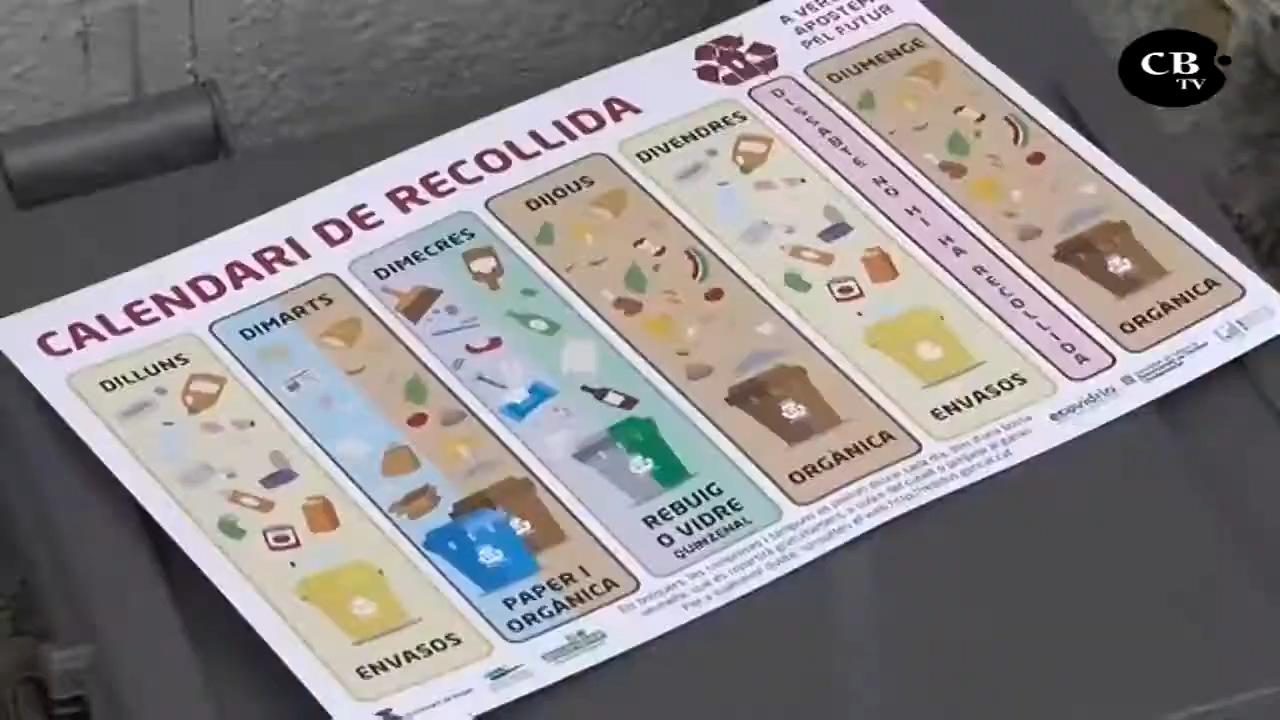 CALENDARI DE RECOLLIDA
APOSTEM
PEL FUTUR
DILLUNS
ENVASOS
DIMARTS
PAPER I
ORGÀNICA
DIMECRES
REBUIG
O VIDRE
QUINZENAL
DIJOUS
ORGÀNICA
DIVENDRES
ENVASOS
DISSABTE NO HI HA RECOLLIDA
DIUMENGE
ORGÀNICA
ecovidrio
CB
TV